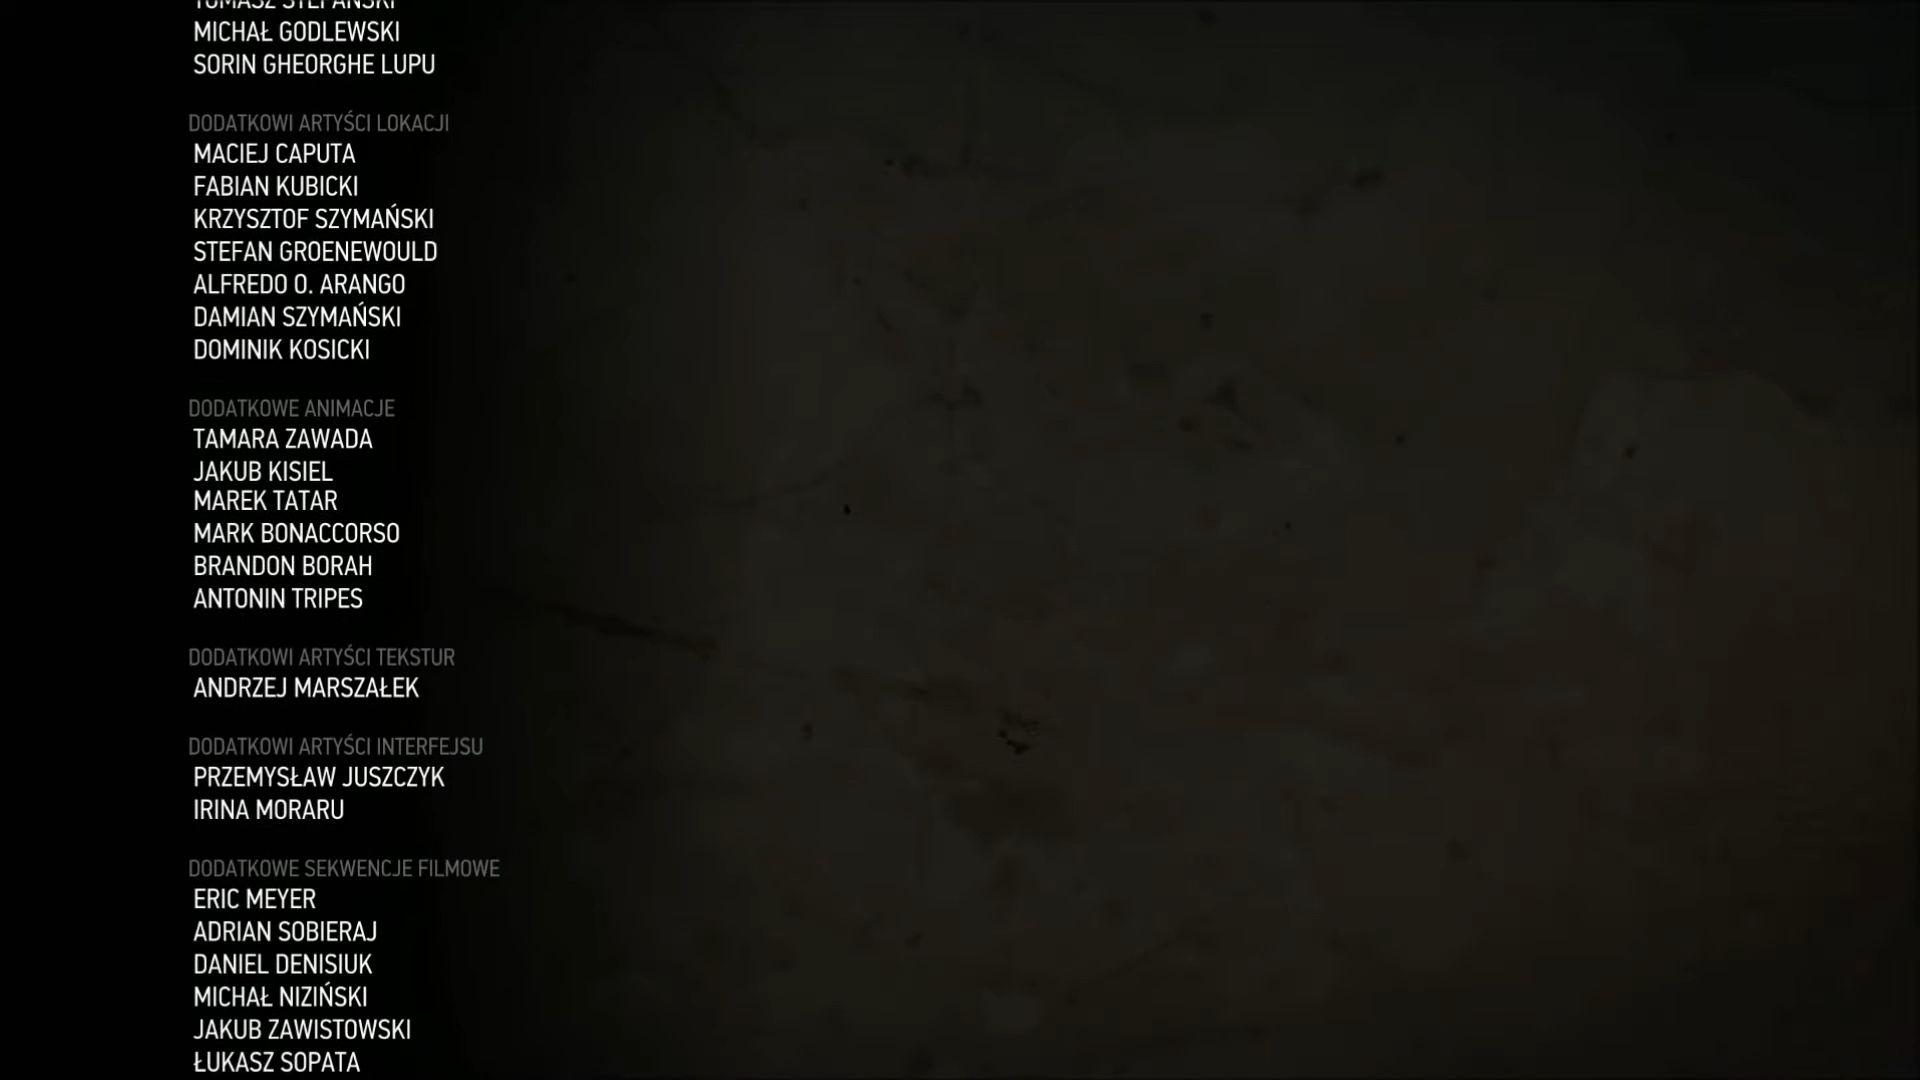 TOMASZ STEFAŃSKI
MICHAŁ GODLEWSKI
SORIN GHEORGHE LUPU
DODATKOWI ARTYŚCI LOKACJI
MACIEJ CAPUTA
FABIAN KUBICKI
KRZYSZTOF SZYMAŃSKI
STEFAN GROENEWOULD
ALFREDO O. ARANGO
DAMIAN SZYMAŃSKI
DOMINIK KOSICKI
DODATKOWE ANIMACJE
TAMARA ZAWADA
JAKUB KISIEL
MAREK TATAR
MARK BONACCORSO
BRANDON BORAH
ANTONIN TRIPES
DODATKOWI ARTYŚCI TEKSTUR
ANDRZEJ MARSZAŁEK
DODATKOWI ARTYŚCI INTERFEJSU
PRZEMYSŁAW JUSZCZYK
IRINA MORARU
DODATKOWE SEKWENCJE FILMOWE
ERIC MEYER
ADRIAN SOBIERAJ
DANIEL DENISIUK
MICHAŁ NIZIŃSKI
JAKUB ZAWISTOWSKI
ŁUKASZ SOPATA